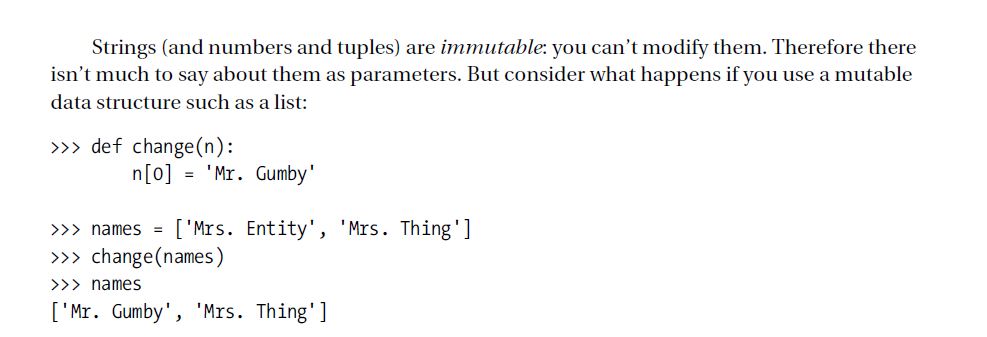 Strings (and numbers and tuples) are immutable: you can’t modify them. Therefore there
isn’t much to say about them as parameters. But consider what happens if you use a mutable
data structure such as a list:
>>> def change(n):
        n[0] = 'Mr. Gumby'
>>> names = ['Mrs. Entity', 'Mrs. Thing']
>>> change(names)
>>> names
['Mr. Gumby', 'Mrs. Thing']